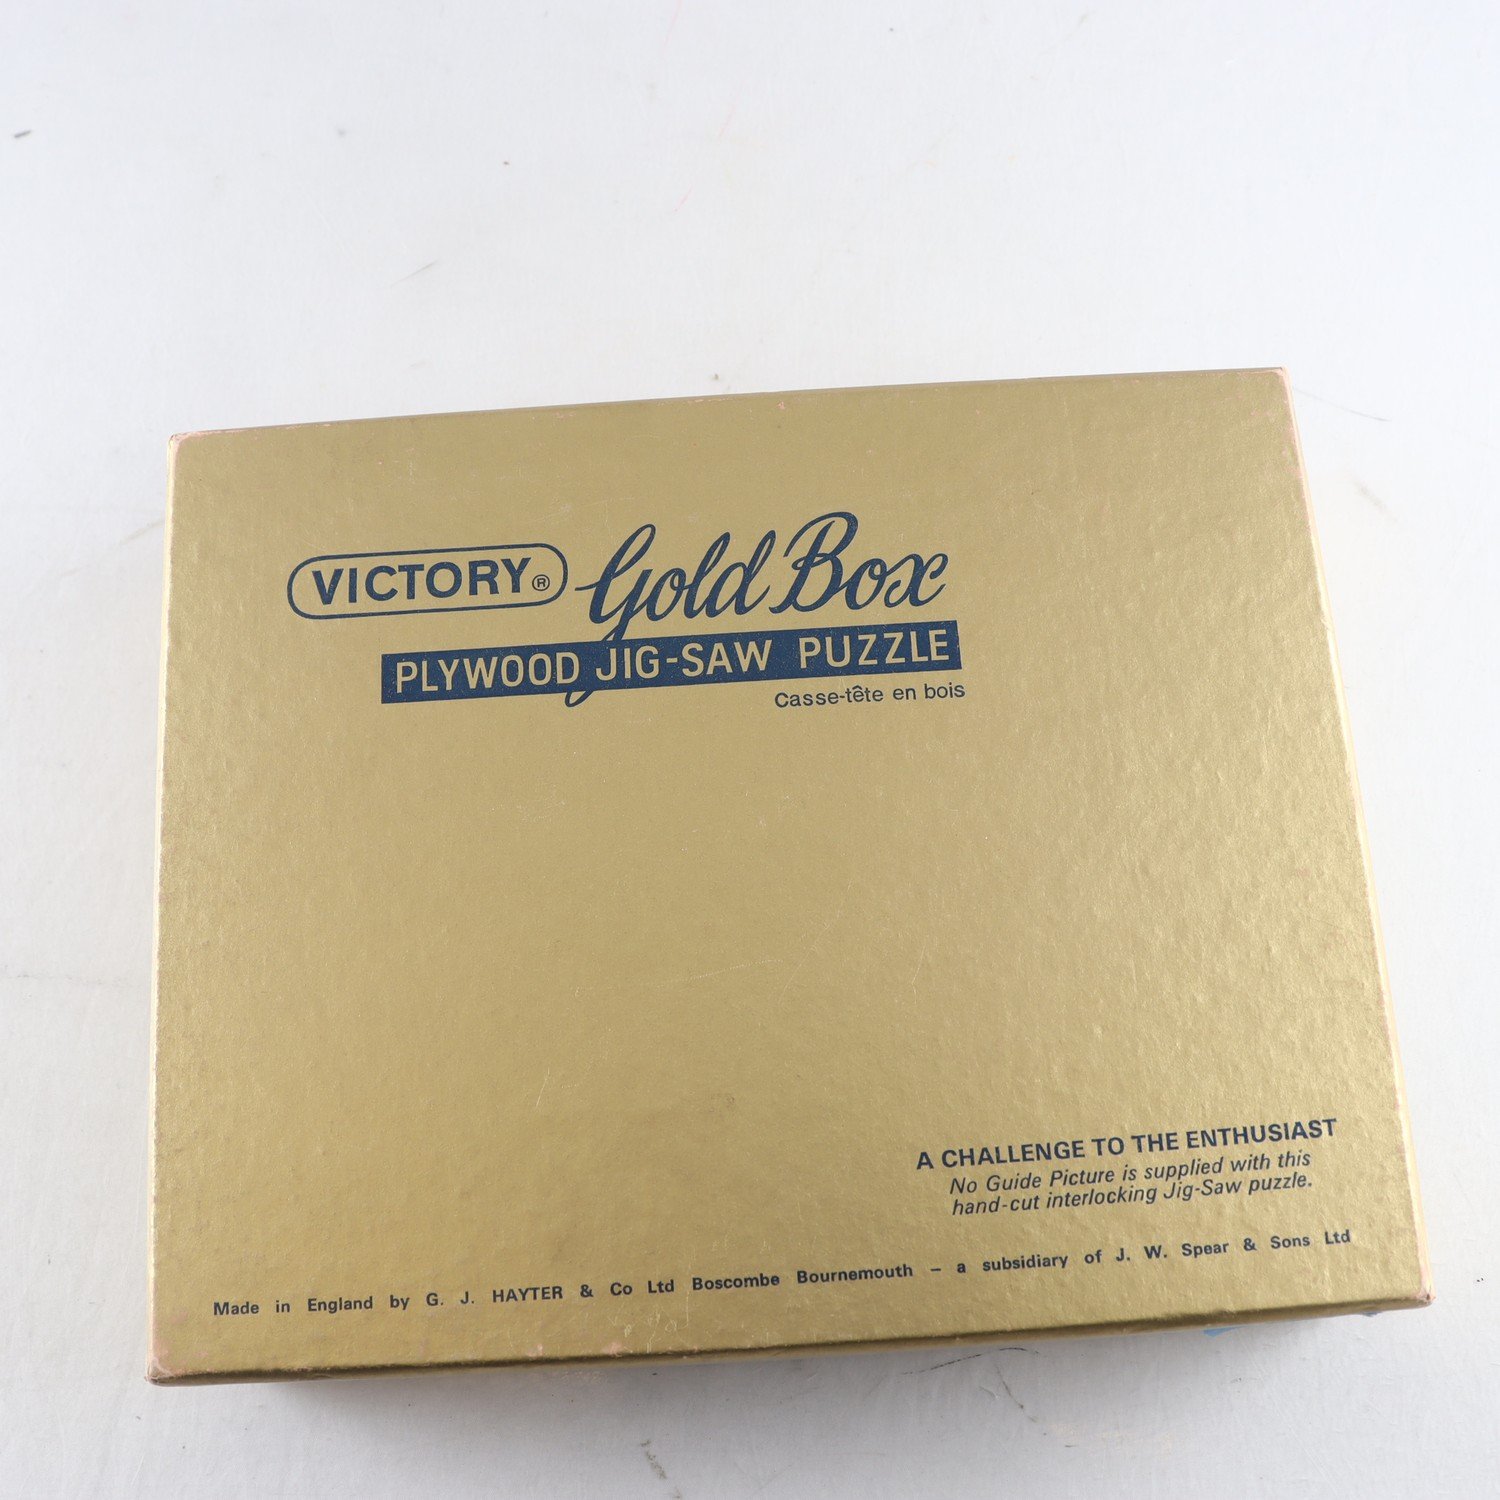 VICTORY® Gold Box
PLYWOOD JIG-SAW PUZZLE
Casse-tête en bois
A CHALLENGE TO THE ENTHUSIAST
No Guide Picture is supplied with this
hand-cut interlocking Jig-Saw puzzle.
Made in England by G. J. HAYTER & Co Ltd Boscombe Bournemouth – a subsidiary of J. W. Spear & Sons Ltd